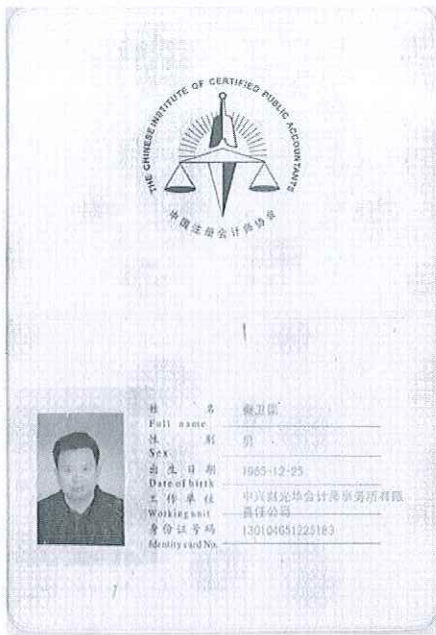 THE CHINESE INSTITUTE OF CERTIFIED PUBLIC ACCOUNTANTS
中国注册会计师协会
姓 名
Full name
性 别 男
Sex
出生日期 1965-12-25
Date of birth
工作单位 中兴财光华会计师事务所有限
Working unit 责任公司
身份证号码 130104651225183
Identity card No.